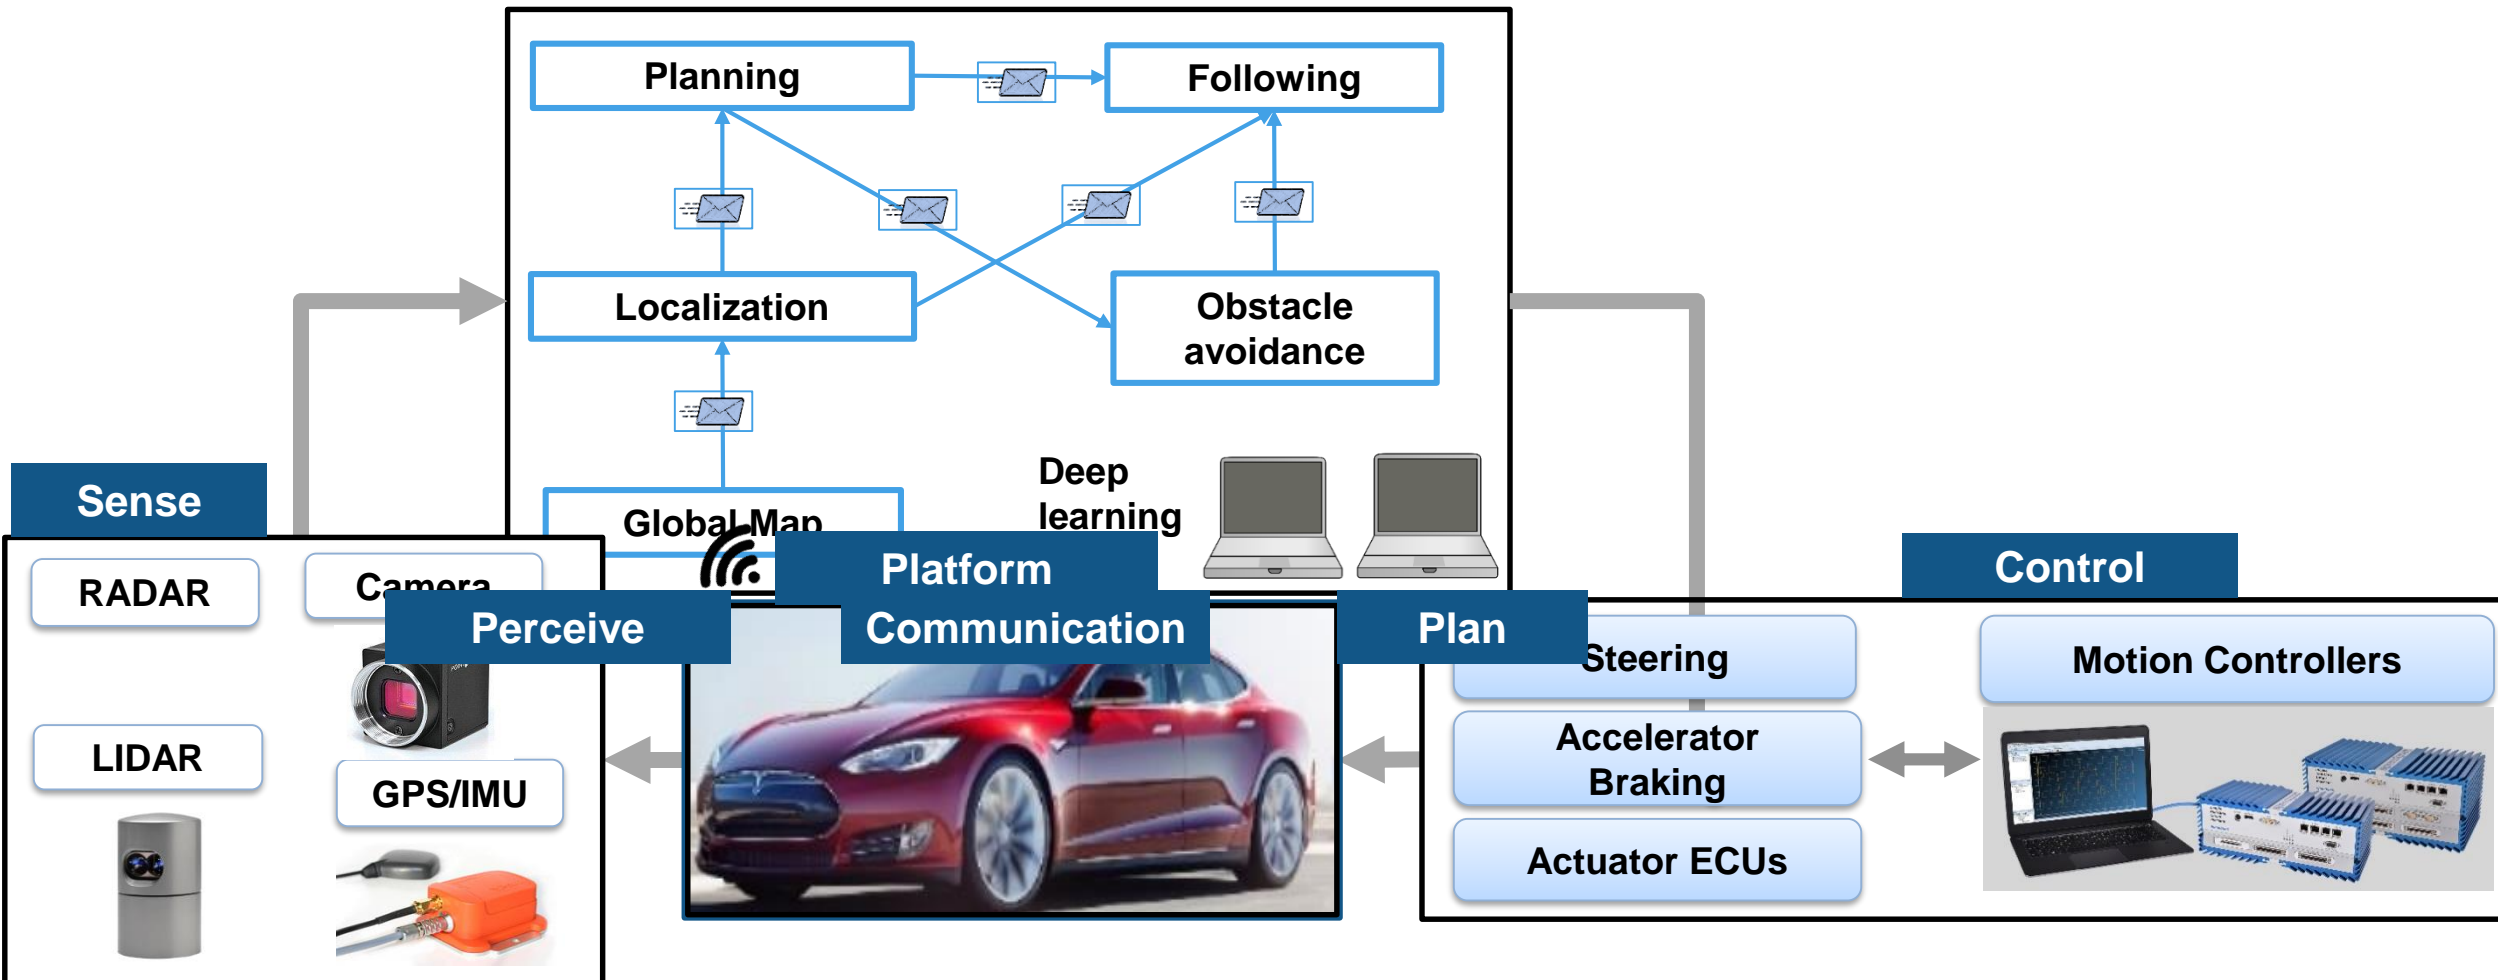 Planning
Following
Localization
Obstacle
avoidance
Deep
learning
Global Map
Sense
Platform
Control
RADAR
Camera
Perceive
Communication
Plan
Steering
Motion Controllers
LIDAR
Accelerator
Braking
GPS/IMU
Actuator ECUs